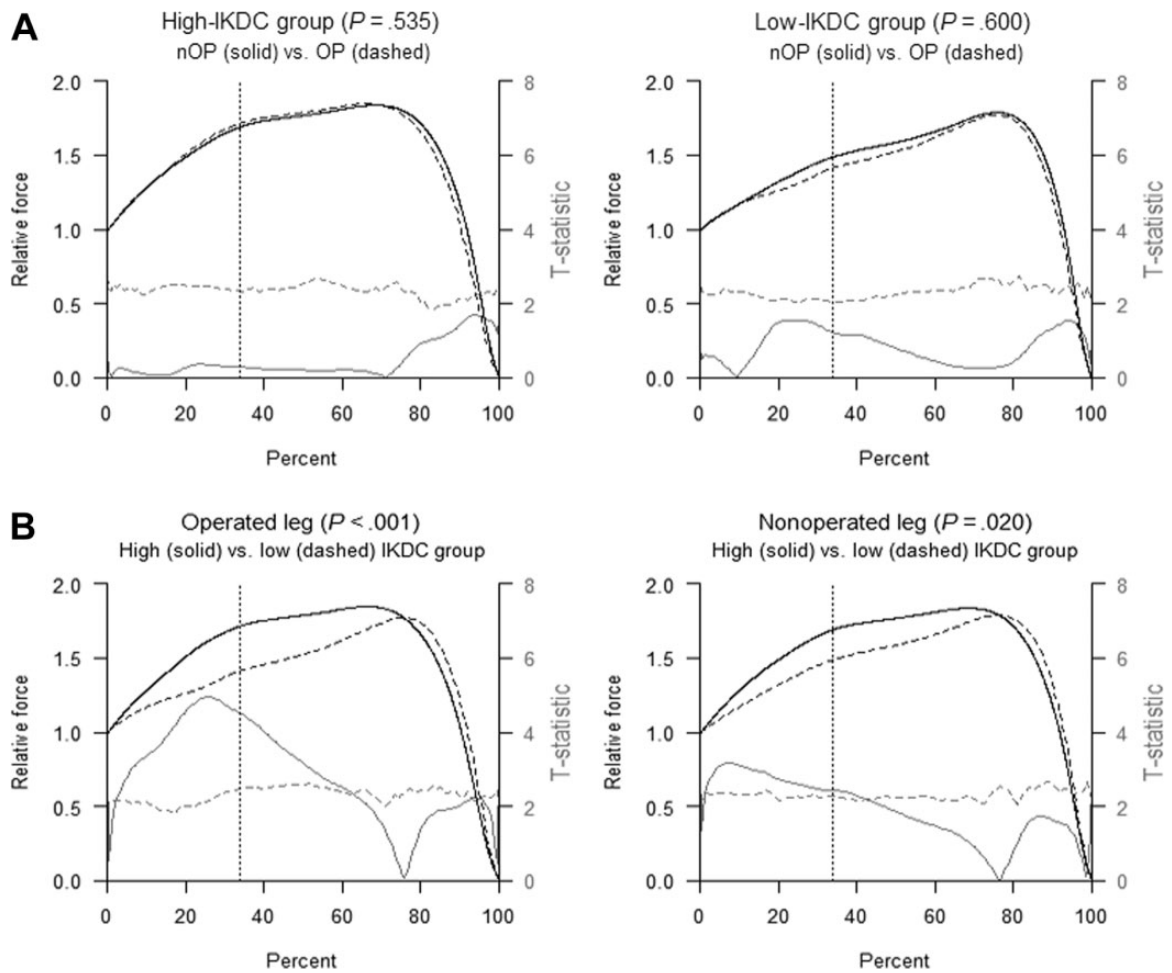 A
High-IKDC group (P = .535)
nOP (solid) vs. OP (dashed)
2.0
1.5
1.0
0.5
0.0
Relative force
8
6
4
2
0
T-statistic
0 20 40 60 80 100
Percent
Low-IKDC group (P = .600)
nOP (solid) vs. OP (dashed)
2.0
1.5
1.0
0.5
0.0
Relative force
8
6
4
2
0
T-statistic
0 20 40 60 80 100
Percent
B
Operated leg (P < .001)
High (solid) vs. low (dashed) IKDC group
2.0
1.5
1.0
0.5
0.0
Relative force
8
6
4
2
0
T-statistic
0 20 40 60 80 100
Percent
Nonoperated leg (P = .020)
High (solid) vs. low (dashed) IKDC group
2.0
1.5
1.0
0.5
0.0
Relative force
8
6
4
2
0
T-statistic
0 20 40 60 80 100
Percent